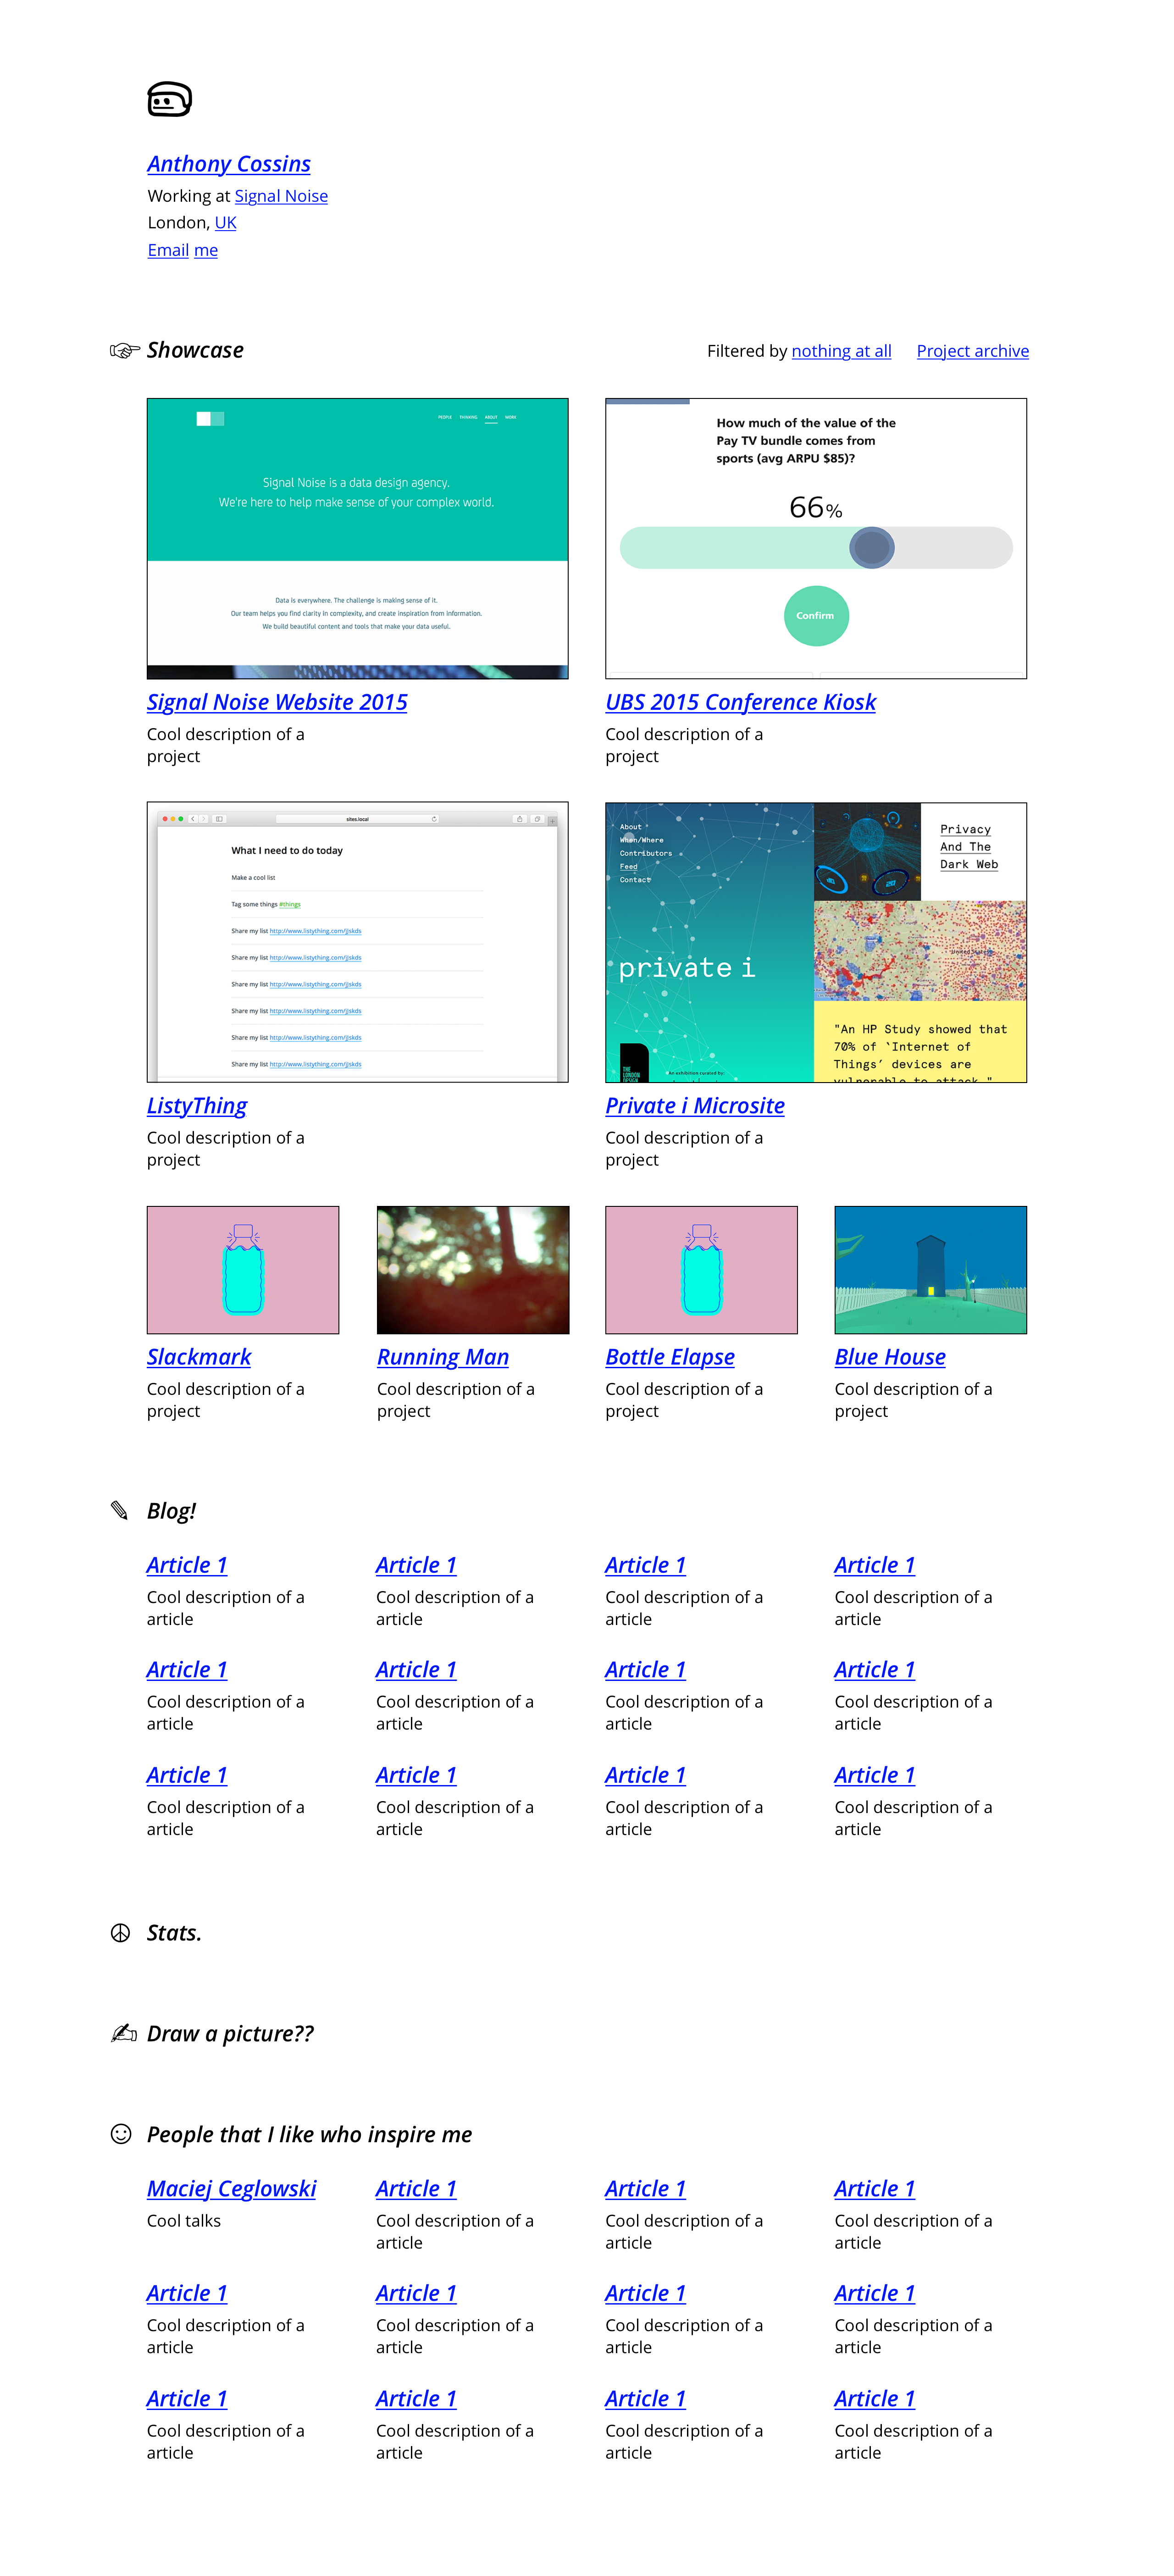 Anthony Cossins
Working at Signal Noise
London, UK
Email me
Showcase
Filtered by nothing at all Project archive
PEOPLE THINKING ABOUT WORK
Signal Noise is a data design agency.
We're here to help make sense of your complex world.
Data is everywhere. The challenge is making sense of it.
Our team helps you find clarity in complexity, and create inspiration from information.
We build beautiful content and tools that make your data useful.
How much of the value of the
Pay TV bundle comes from
sports (avg ARPU $85)?
66%
Confirm
Signal Noise Website 2015
Cool description of a
project
UBS 2015 Conference Kiosk
Cool description of a
project
sites.local
What I need to do today
Make a cool list
Tag some things #things
Share my list http://www.listything.com/jjskds
Share my list http://www.listything.com/jjskds
Share my list http://www.listything.com/jjskds
Share my list http://www.listything.com/jjskds
Share my list http://www.listything.com/jjskds
Share my list http://www.listything.com/jjskds
About
When/Where
Contributors
Feed
Contact
private i
THE
LONDON
DESIGN
An exhibition curated by:
Privacy
And The
Dark Web
"An HP Study showed that
70% of `Internet of
Things' devices are
vulnerable to attack."
ListyThing
Cool description of a
project
Private i Microsite
Cool description of a
project
Slackmark
Cool description of a
project
Running Man
Cool description of a
project
Bottle Elapse
Cool description of a
project
Blue House
Cool description of a
project
Blog!
Article 1
Cool description of a
article
Article 1
Cool description of a
article
Article 1
Cool description of a
article
Article 1
Cool description of a
article
Article 1
Cool description of a
article
Article 1
Cool description of a
article
Article 1
Cool description of a
article
Article 1
Cool description of a
article
Article 1
Cool description of a
article
Article 1
Cool description of a
article
Article 1
Cool description of a
article
Article 1
Cool description of a
article
Stats.
Draw a picture??
People that I like who inspire me
Maciej Ceglowski
Cool talks
Article 1
Cool description of a
article
Article 1
Cool description of a
article
Article 1
Cool description of a
article
Article 1
Cool description of a
article
Article 1
Cool description of a
article
Article 1
Cool description of a
article
Article 1
Cool description of a
article
Article 1
Cool description of a
article
Article 1
Cool description of a
article
Article 1
Cool description of a
article
Article 1
Cool description of a
article